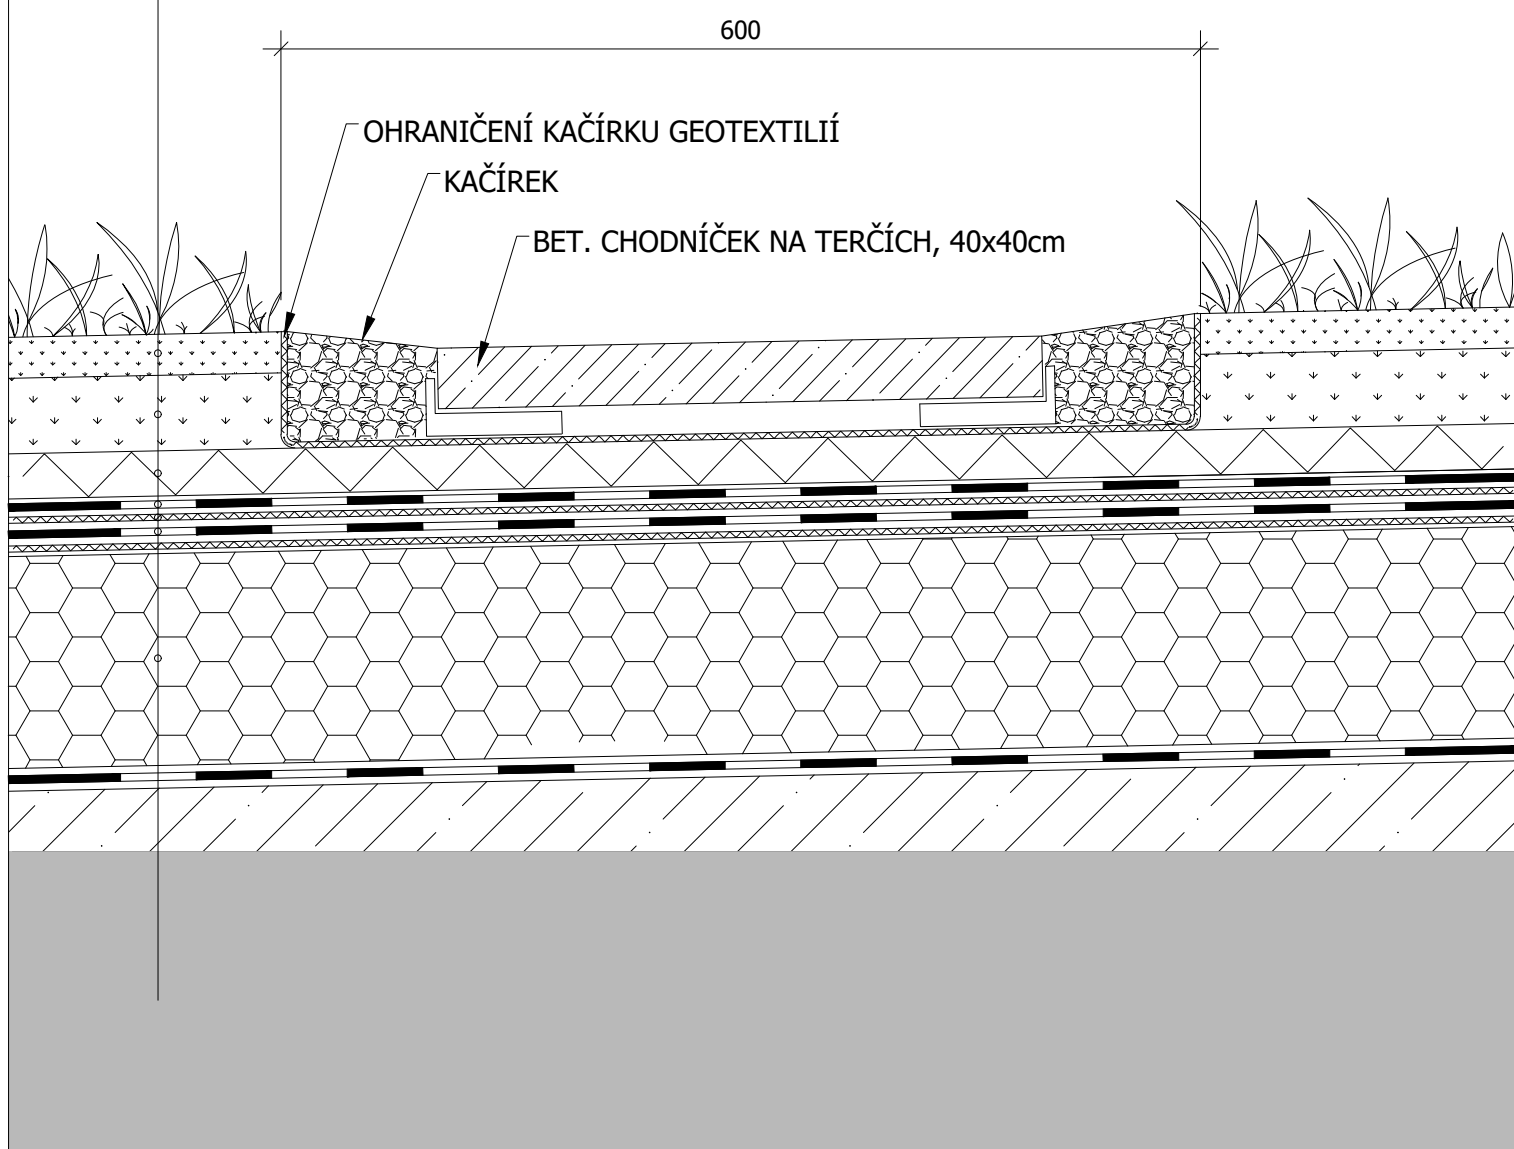 600
OHRANIČENÍ KAČÍRKU GEOTEXTILIÍ
KAČÍREK
BET. CHODNÍČEK NA TERČÍCH, 40x40cm